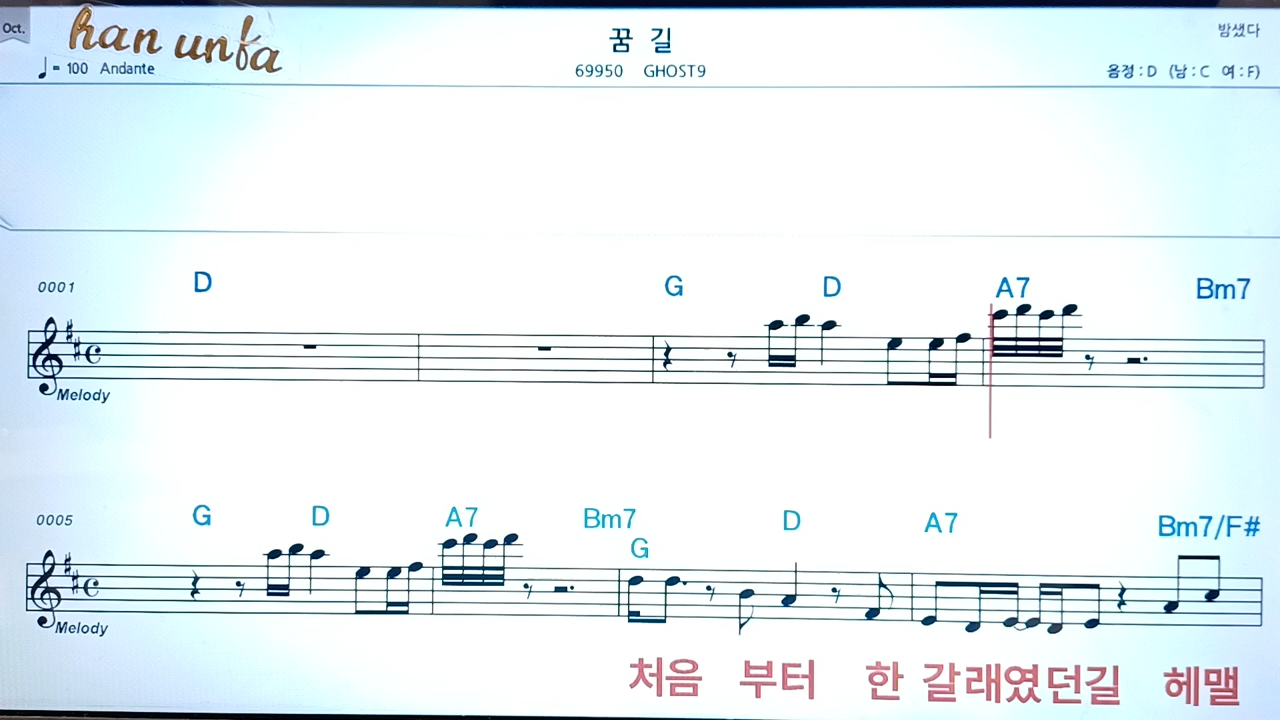 Oct.
han unfa
꿈 길
밤샜다
♩= 100 Andante
69950 GHOST9
음정 : D (남 : C 여 : F)
0001 D G D A7 Bm7
Melody
0005 G D A7 Bm7 D A7 Bm7/F#
G
Melody
처음 부터 한 갈래였던길 헤맬